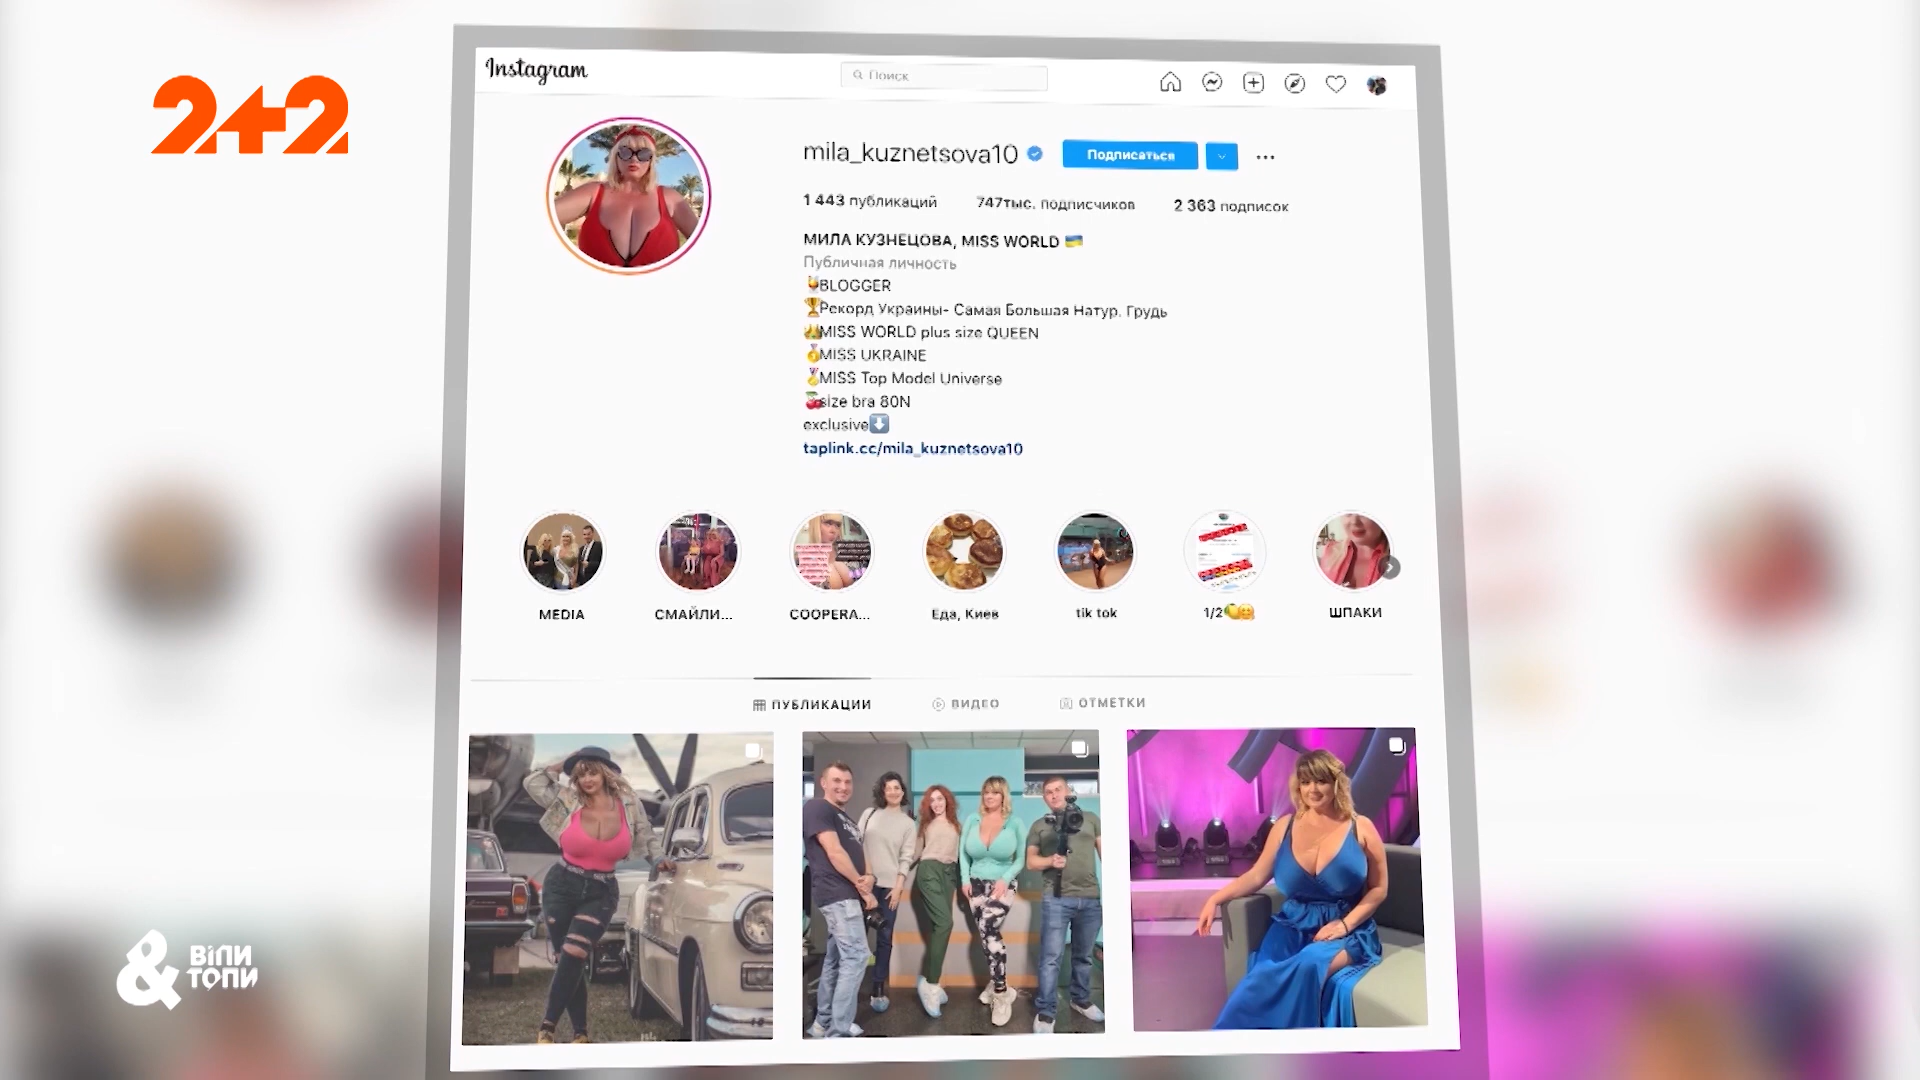 Instagram
Поиск
2+2
mila_kuznetsova10
Подписаться
1 443 публикаций 747тыс. подписчиков 2 363 подписок
МИЛА КУЗНЕЦОВА, MISS WORLD 🇺🇦
Публичная личность
🍹BLOGGER
🏆Рекорд Украины- Самая Большая Натур. Грудь
👑MISS WORLD plus size QUEEN
🥇MISS UKRAINE
🏅MISS Top Model Universe
🍒size bra 80N
exclusive⬇️
taplink.cc/mila_kuznetsova10
MEDIA
СМАЙЛИ...
COOPERA...
Еда, Киев
tik tok
1/2🍋🤗
ШПАКИ
ПУБЛИКАЦИИ
ВИДЕО
ОТМЕТКИ
& ВІПИ
ТОПИ